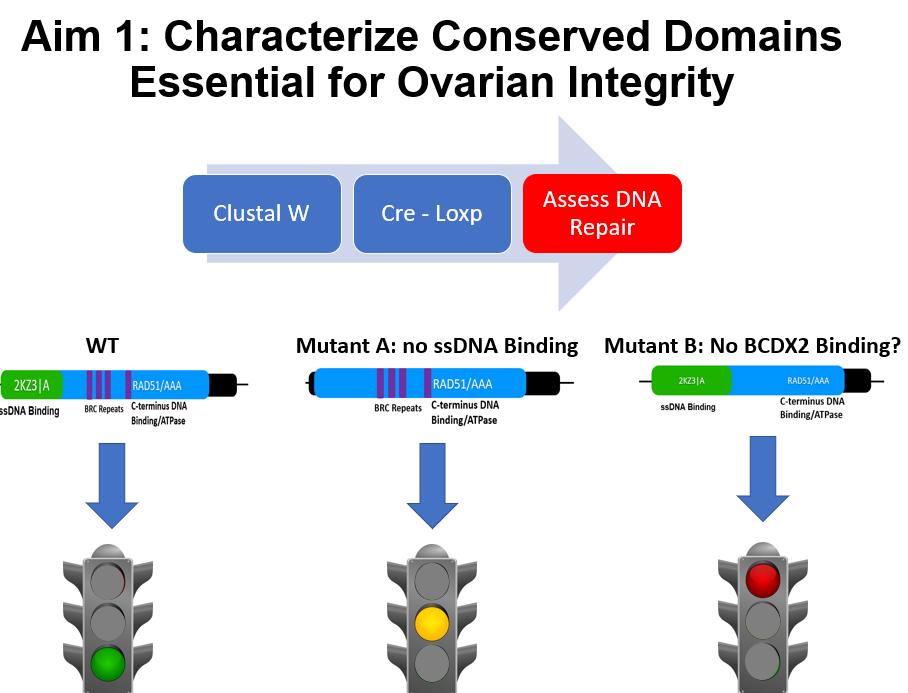 Aim 1: Characterize Conserved Domains
Essential for Ovarian Integrity
Clustal W
Cre - Loxp
Assess DNA
Repair
WT
2KZ3|A
RAD51/AAA
ssDNA Binding
BRC Repeats
C-terminus DNA
Binding/ATPase
Mutant A: no ssDNA Binding
RAD51/AAA
BRC Repeats
C-terminus DNA
Binding/ATPase
Mutant B: No BCDX2 Binding?
2KZ3|A
RAD51/AAA
ssDNA Binding
C-terminus DNA
Binding/ATPase